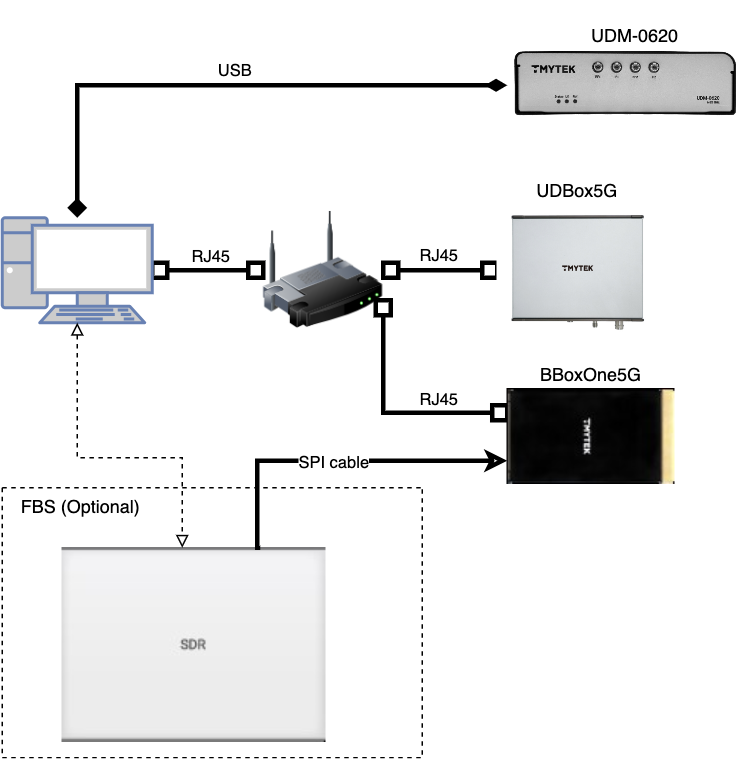 UDM-0620
USB
TMYTEK
UDM-0620
UDBox5G
RJ45
RJ45
TMYTEK
BBoxOne5G
RJ45
TMYTEK
SPI cable
FBS (Optional)
SDR